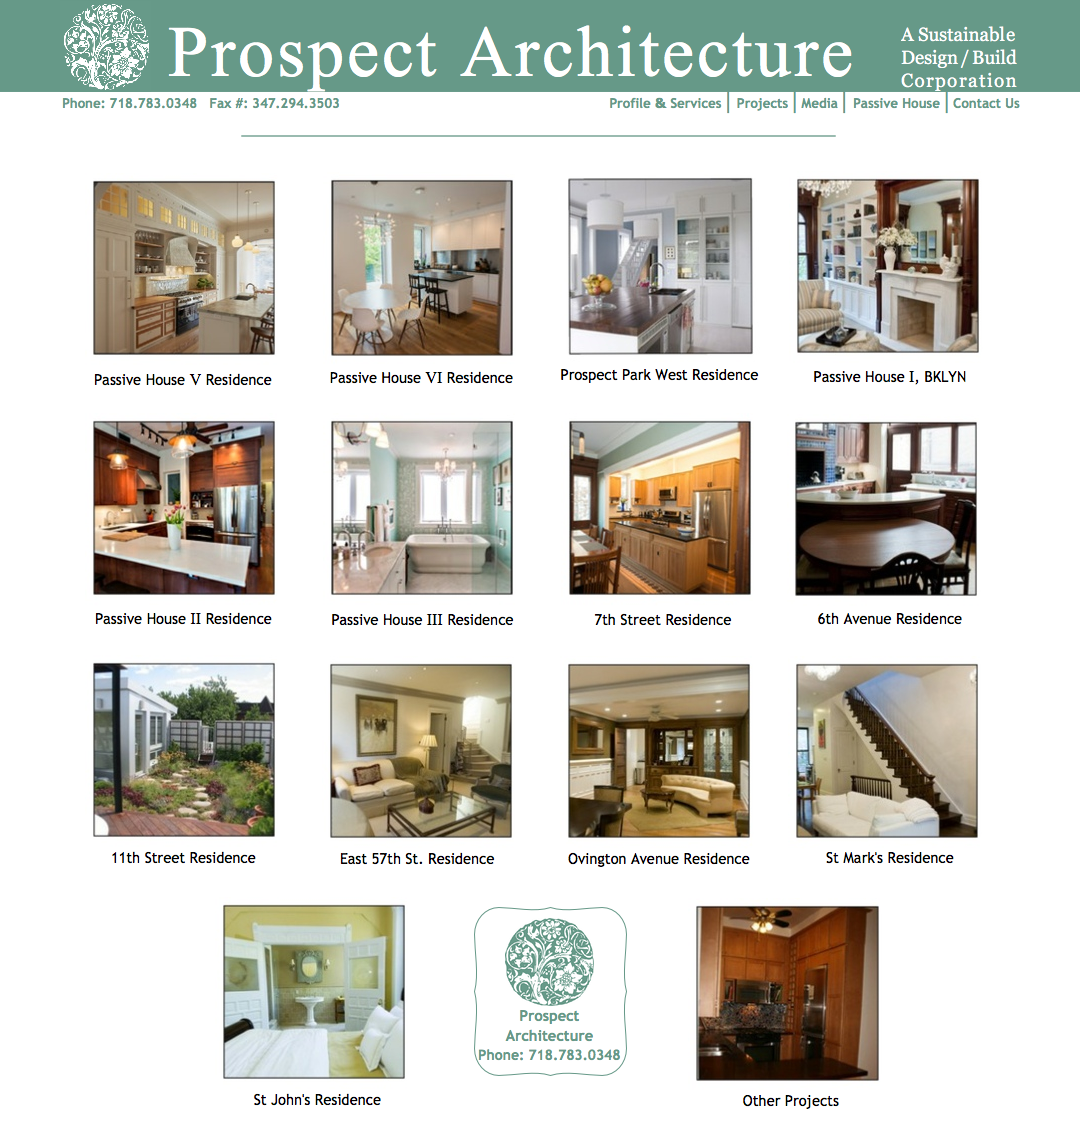 Prospect Architecture
A Sustainable
Design / Build
Corporation
Phone: 718.783.0348 Fax #: 347.294.3503
Profile & Services | Projects | Media | Passive House | Contact Us
Passive House V Residence
Passive House VI Residence
Prospect Park West Residence
Passive House I, BKLYN
Passive House II Residence
Passive House III Residence
7th Street Residence
6th Avenue Residence
11th Street Residence
East 57th St. Residence
Ovington Avenue Residence
St Mark's Residence
Prospect
Architecture
Phone: 718.783.0348
St John's Residence
Other Projects